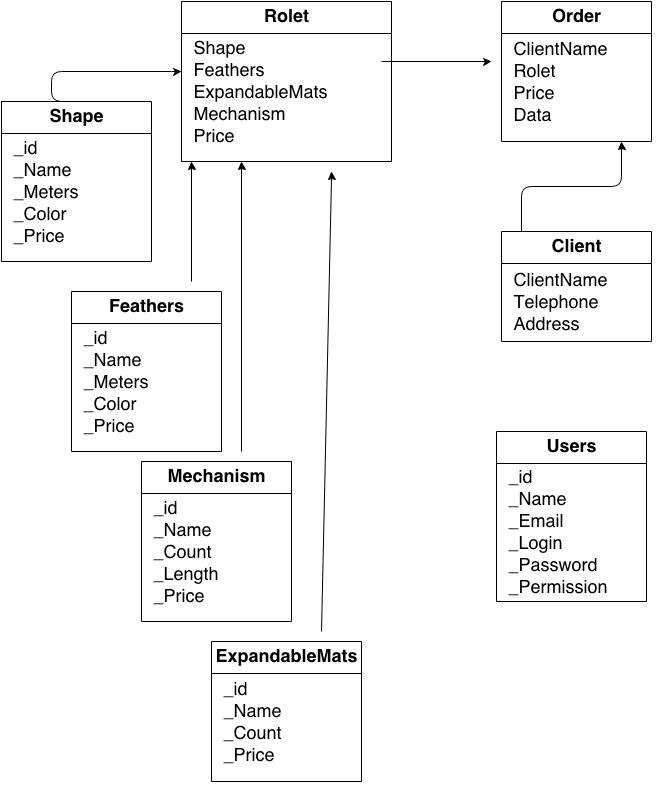 Rolet
Shape
Feathers
ExpandableMats
Mechanism
Price
Order
ClientName
Rolet
Price
Data
Shape
_id
_Name
_Meters
_Color
_Price
Client
ClientName
Telephone
Address
Feathers
_id
_Name
_Meters
_Color
_Price
Users
_id
_Name
_Email
_Login
_Password
_Permission
Mechanism
_id
_Name
_Count
_Length
_Price
ExpandableMats
_id
_Name
_Count
_Price